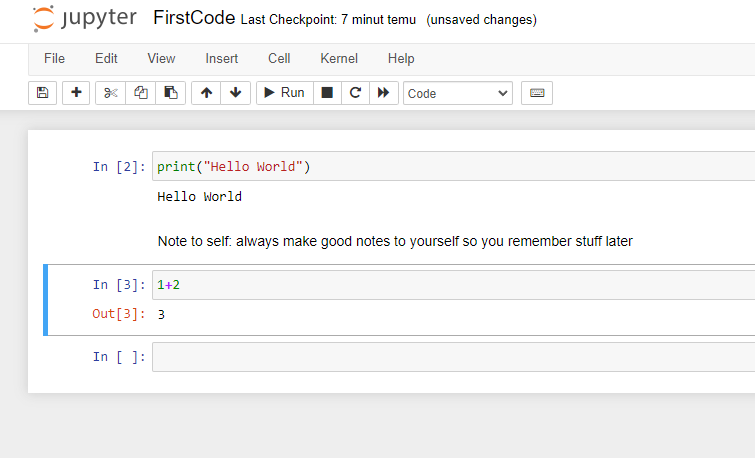 jupyter FirstCode Last Checkpoint: 7 minut temu (unsaved changes)
File Edit View Insert Cell Kernel Help
Run Code
In [2]: print("Hello World")
Hello World
Note to self: always make good notes to yourself so you remember stuff later
In [3]: 1+2
Out[3]: 3
In [ ]: